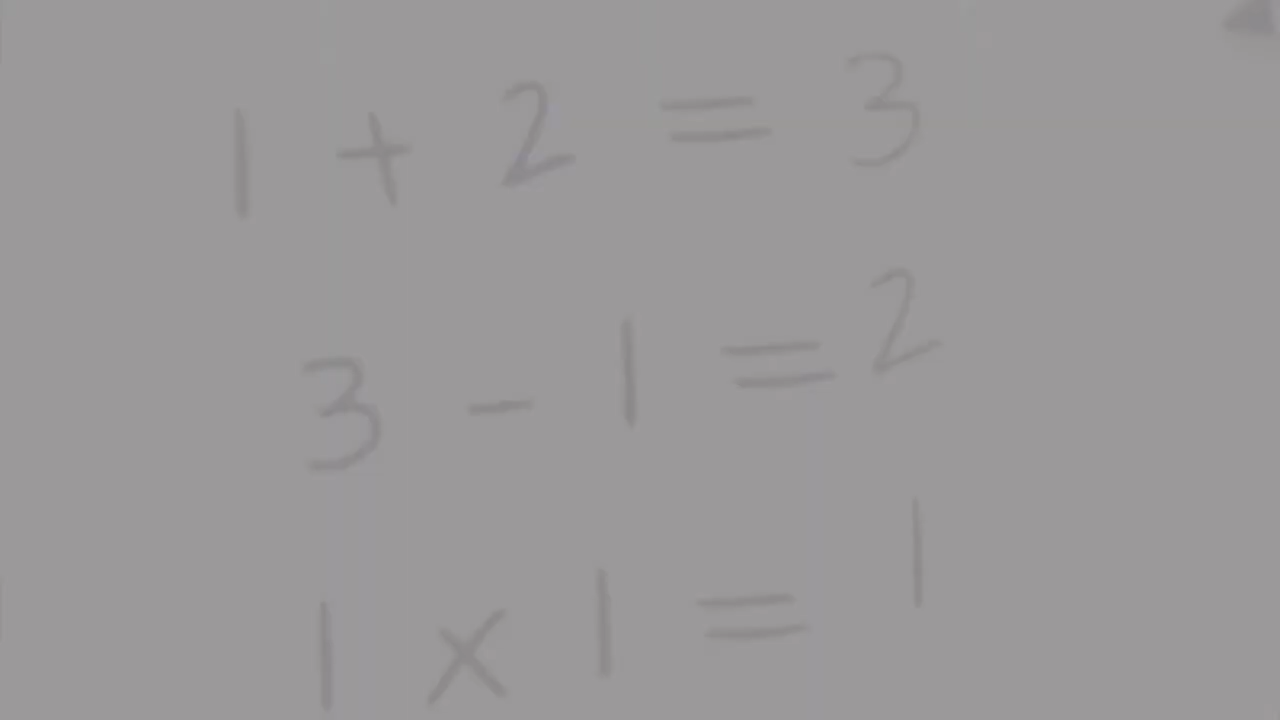 1 + 2 = 3
3 - 1 = 2
1 × 1 = 1